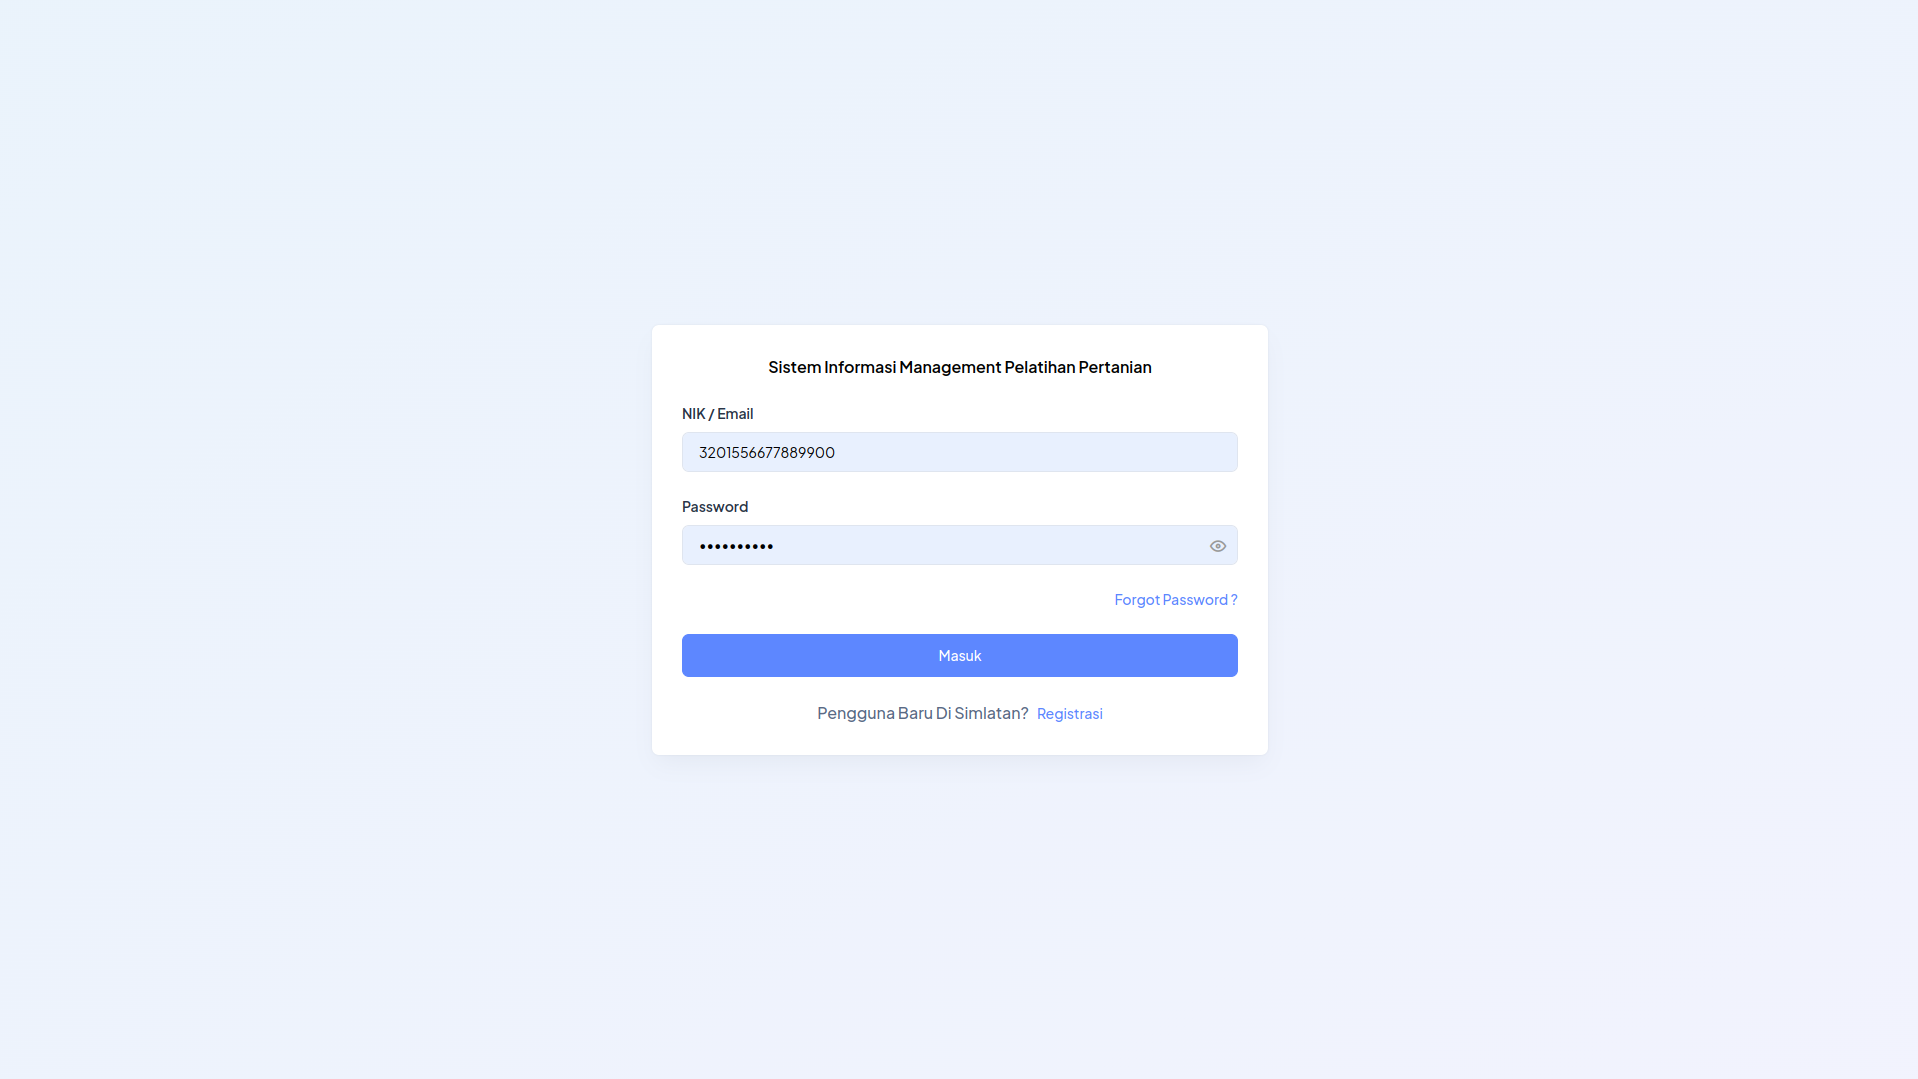 Sistem Informasi Management Pelatihan Pertanian
NIK / Email
3201556677889900
Password
••••••••••
Forgot Password ?
Masuk
Pengguna Baru Di Simlatan? Registrasi